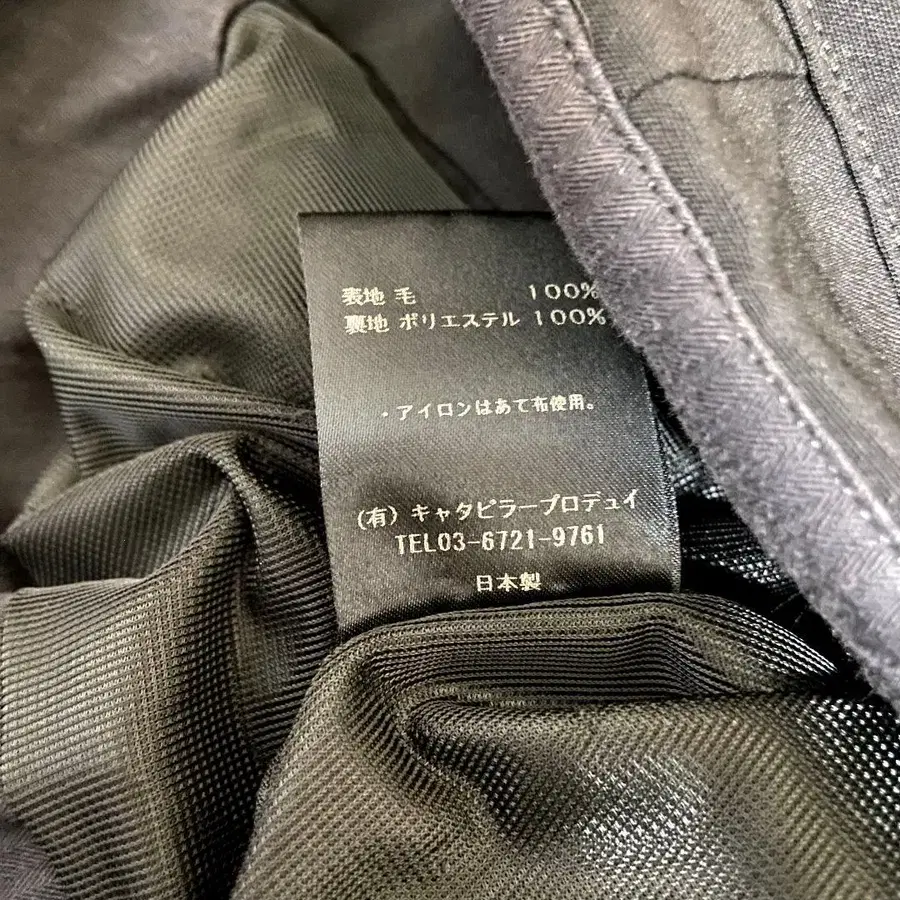 表地 毛 100%
裏地 ポリエステル 100%
・アイロンはあて布使用。
(有) キャタピラープロデュイ
TEL03-6721-9761
日本製